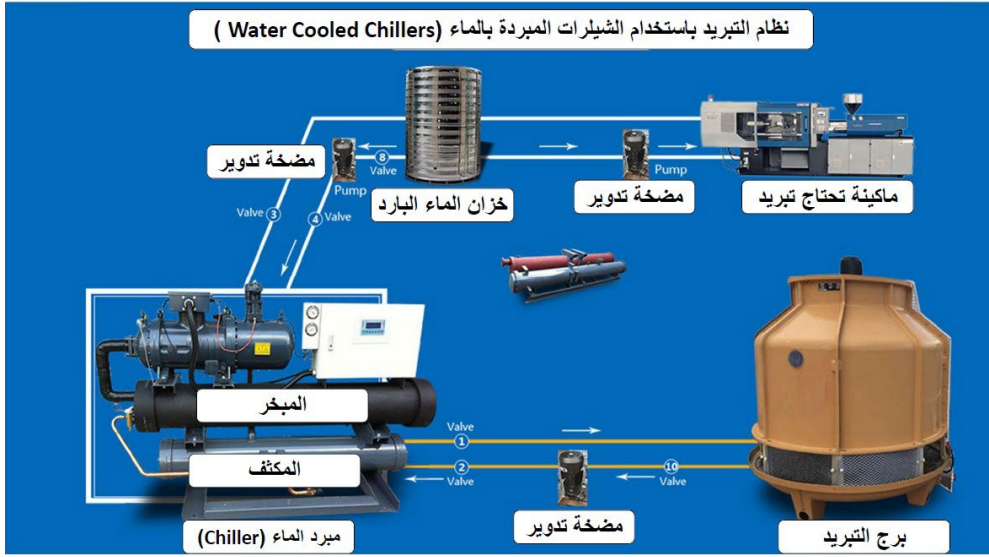 نظام التبريد باستخدام الشيلرات المبردة بالماء (Water Cooled Chillers )
مضخة تدوير
8
Valve
Pump
Pump
خزان الماء البارد
مضخة تدوير
ماكينة تحتاج تبريد
Valve 3
4 Valve
المبخر
المكثف
Valve
1
2
Valve
10
Valve
مضخة تدوير
مبرد الماء (Chiller)
برج التبريد